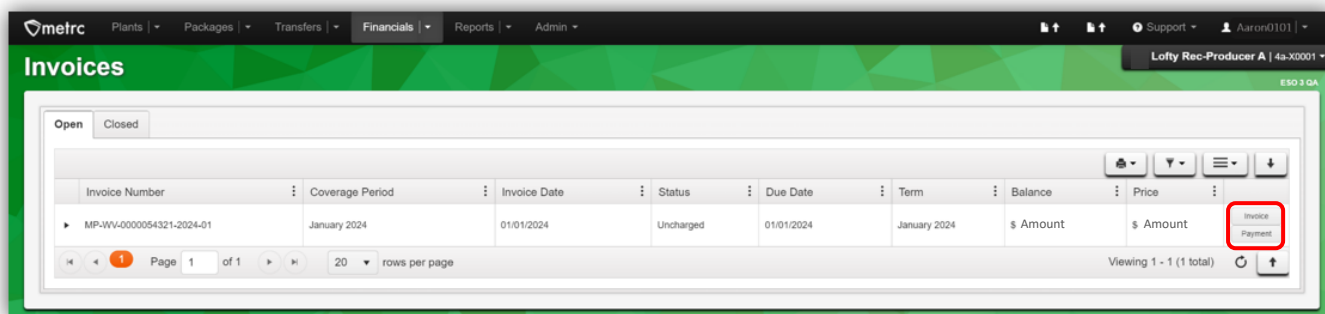 metrc Plants Packages Transfers Financials Reports Admin Support Aaron0101
Invoices
Lofty Rec-Producer A | 4a-X0001
ESO 3 QA
Open Closed
Invoice Number Coverage Period Invoice Date Status Due Date Term Balance Price
MP-WV-0000054321-2024-01 January 2024 01/01/2024 Uncharged 01/01/2024 January 2024 $ Amount $ Amount
Invoice
Payment
1 Page 1 of 1 20 rows per page Viewing 1 - 1 (1 total)